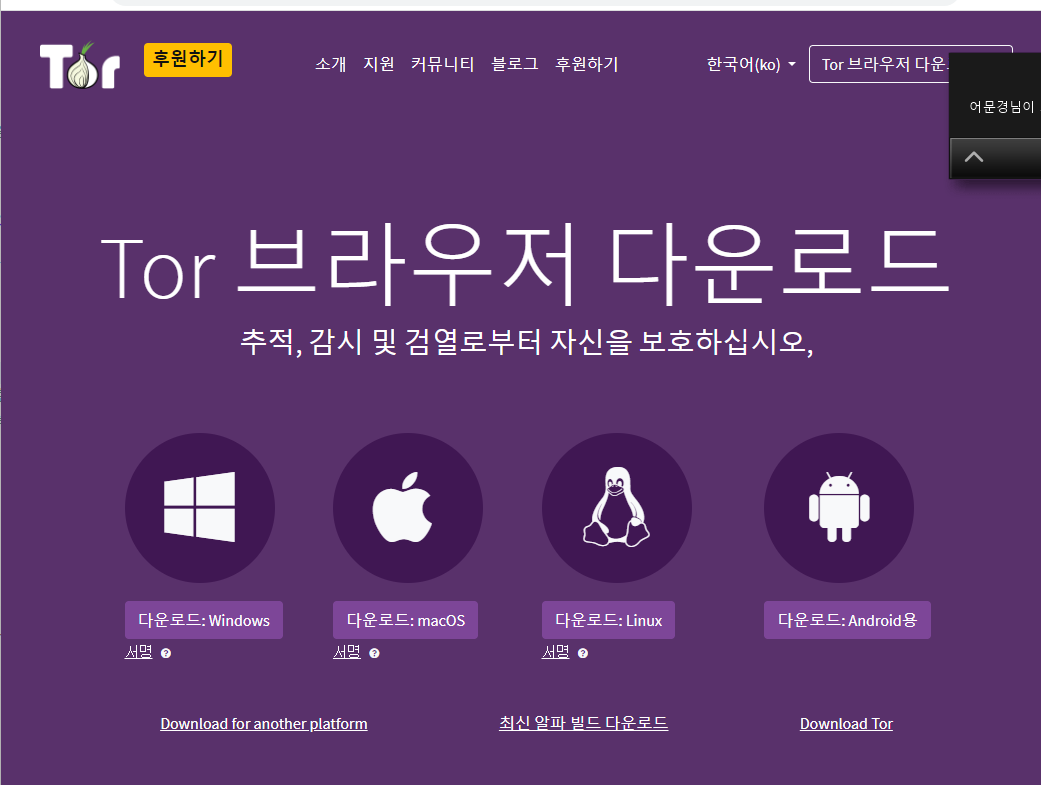 Tor
후원하기
소개 지원 커뮤니티 블로그 후원하기
한국어(ko)
Tor 브라우저 다운...
어문경님이
Tor 브라우저 다운로드
추적, 감시 및 검열로부터 자신을 보호하십시오,
다운로드: Windows
다운로드: macOS
다운로드: Linux
다운로드: Android용
서명 ?
서명 ?
서명 ?
Download for another platform
최신 알파 빌드 다운로드
Download Tor